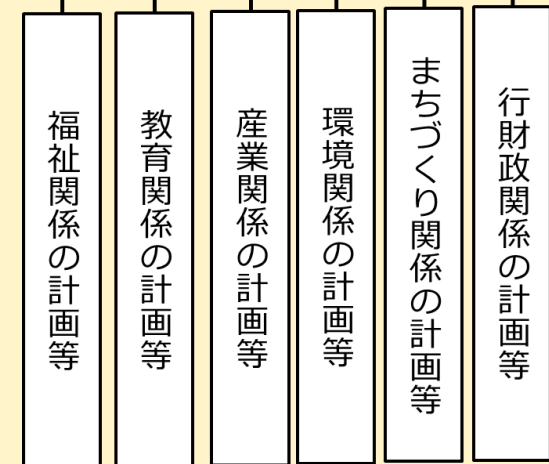 福祉関係の計画等
教育関係の計画等
産業関係の計画等
環境関係の計画等
まちづくり関係の計画等
行財政関係の計画等